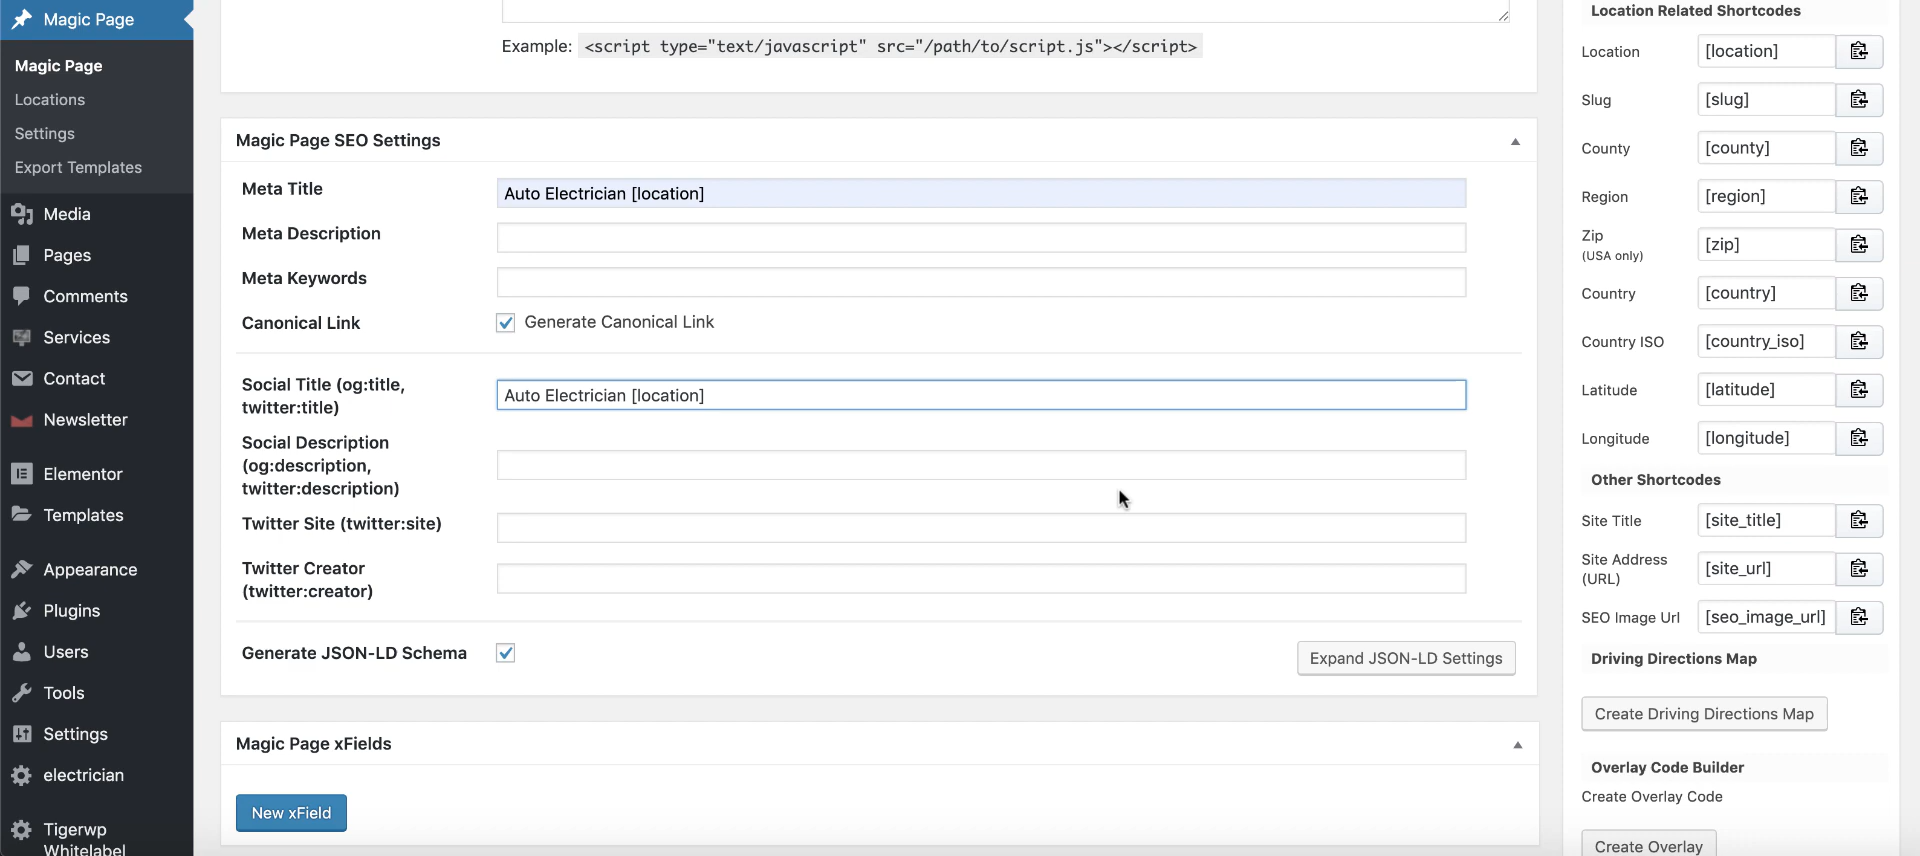 Magic Page
Magic Page
Locations
Settings
Export Templates
Media
Pages
Comments
Services
Contact
Newsletter
Elementor
Templates
Appearance
Plugins
Users
Tools
Settings
electrician
Tigerwp
Whitelabel
Example: <script type="text/javascript" src="/path/to/script.js"></script>
Magic Page SEO Settings
Meta Title
Auto Electrician [location]
Meta Description
Meta Keywords
Canonical Link
Generate Canonical Link
Social Title (og:title,
twitter:title)
Auto Electrician [location]
Social Description
(og:description,
twitter:description)
Twitter Site (twitter:site)
Twitter Creator
(twitter:creator)
Generate JSON-LD Schema
Expand JSON-LD Settings
Magic Page xFields
New xField
Location Related Shortcodes
Location [location]
Slug [slug]
County [county]
Region [region]
Zip
(USA only)
[zip]
Country [country]
Country ISO [country_iso]
Latitude [latitude]
Longitude [longitude]
Other Shortcodes
Site Title [site_title]
Site Address
(URL)
[site_url]
SEO Image Url [seo_image_url]
Driving Directions Map
Create Driving Directions Map
Overlay Code Builder
Create Overlay Code
Create Overlay